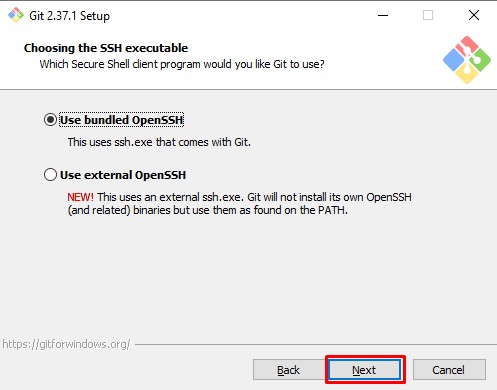 Git 2.37.1 Setup
Choosing the SSH executable
Which Secure Shell client program would you like Git to use?
Use bundled OpenSSH
This uses ssh.exe that comes with Git.
Use external OpenSSH
NEW! This uses an external ssh.exe. Git will not install its own OpenSSH
(and related) binaries but use them as found on the PATH.
https://gitforwindows.org/
Back Next Cancel